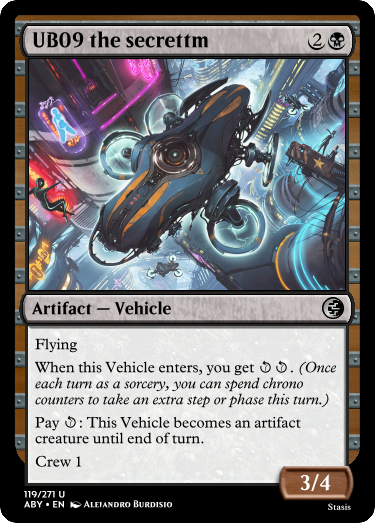 UB09 the secrettm 2
Artifact — Vehicle
Flying
When this Vehicle enters, you get. (Once
each turn as a sorcery, you can spend chrono
counters to take an extra step or phase this turn.)
Pay : This Vehicle becomes an artifact
creature until end of turn.
Crew 1
3/4
119/271 U
ABY • EN Alejandro Burdisio
Stasis